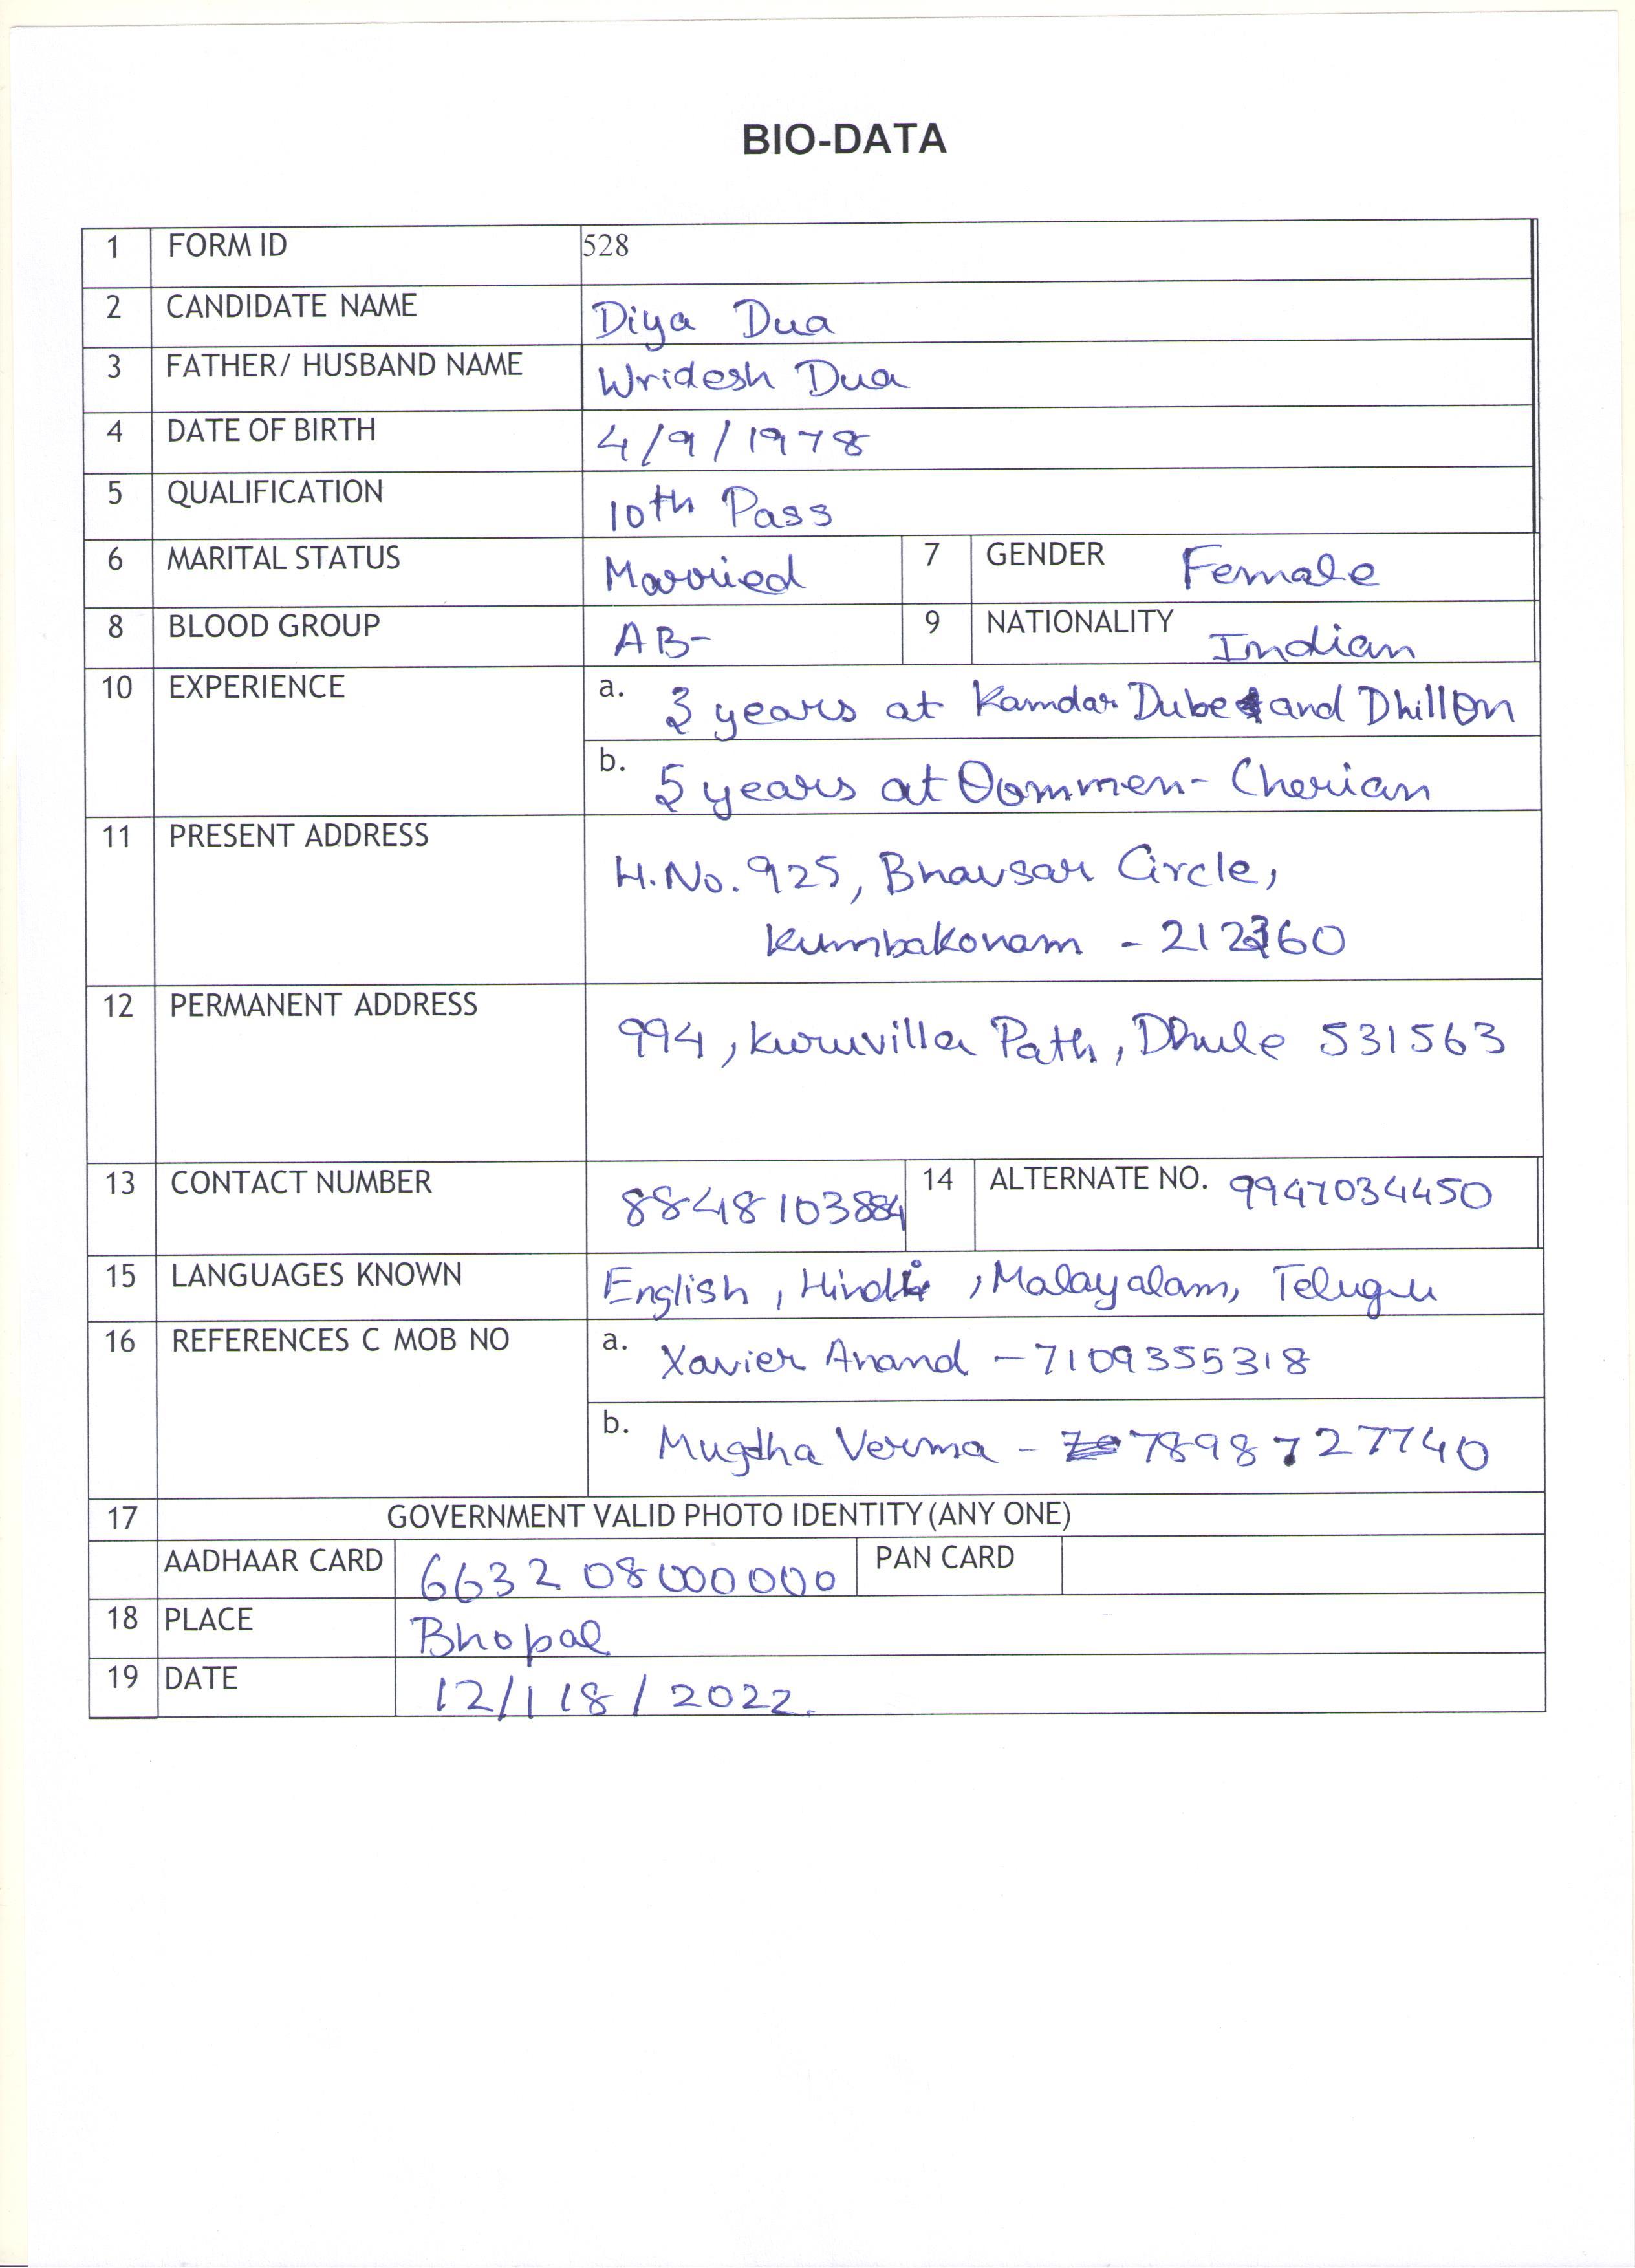 BIO-DATA
1 FORM ID 528
2 CANDIDATE NAME Diya Dua
3 FATHER/ HUSBAND NAME Wridesh Dua
4 DATE OF BIRTH 4/9/1978
5 QUALIFICATION 10th Pass
6 MARITAL STATUS Married 7 GENDER Female
8 BLOOD GROUP AB- 9 NATIONALITY Indian
10 EXPERIENCE a. 3 years at Kamdar Dube and Dhillon
b. 5 years at Oommen-Cherian
11 PRESENT ADDRESS H.No. 925, Bhavsar Circle,
Kumbakonam -
12 PERMANENT ADDRESS 994, Kuruvilla Path, Dhule 531563
13 CONTACT NUMBER 8848103884 14 ALTERNATE NO. 9947034450
15 LANGUAGES KNOWN English, Hindi, Malayalam, Telugu
16 REFERENCES C MOB NO a. Xavier Anand - 7109355318
b. Mugdha Verma - 7898727740
17 GOVERNMENT VALID PHOTO IDENTITY (ANY ONE)
AADHAAR CARD 6632 08000000 PAN CARD
18 PLACE Bhopal
19 DATE 12/118/2022.